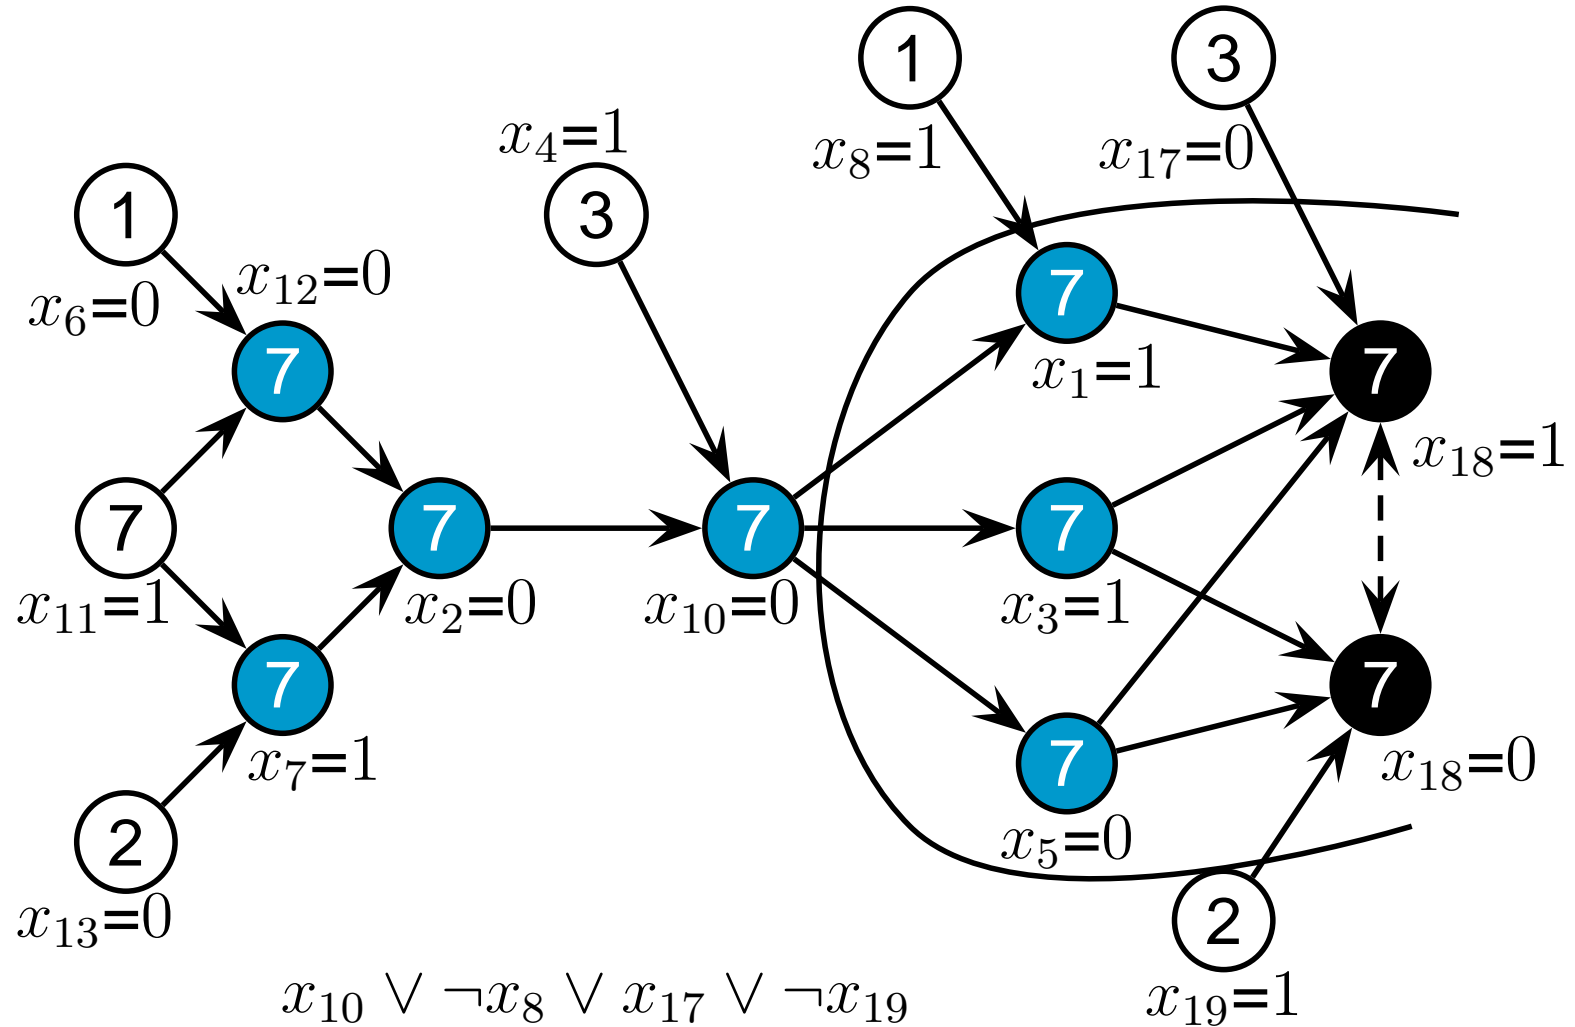 1
3
x₄=1
x₈=1
x₁₇=0
1
3
x₁₂=0
x₆=0
7
7
7
x₁=1
x₁₈=1
7
7
7
7
x₁₁=1
x₂=0
x₁₀=0
x₃=1
7
7
x₇=1
7
x₁₈=0
2
x₅=0
x₁₃=0
2
x₁₀ ∨ ¬x₈ ∨ x₁₇ ∨ ¬x₁₉
x₁₉=1